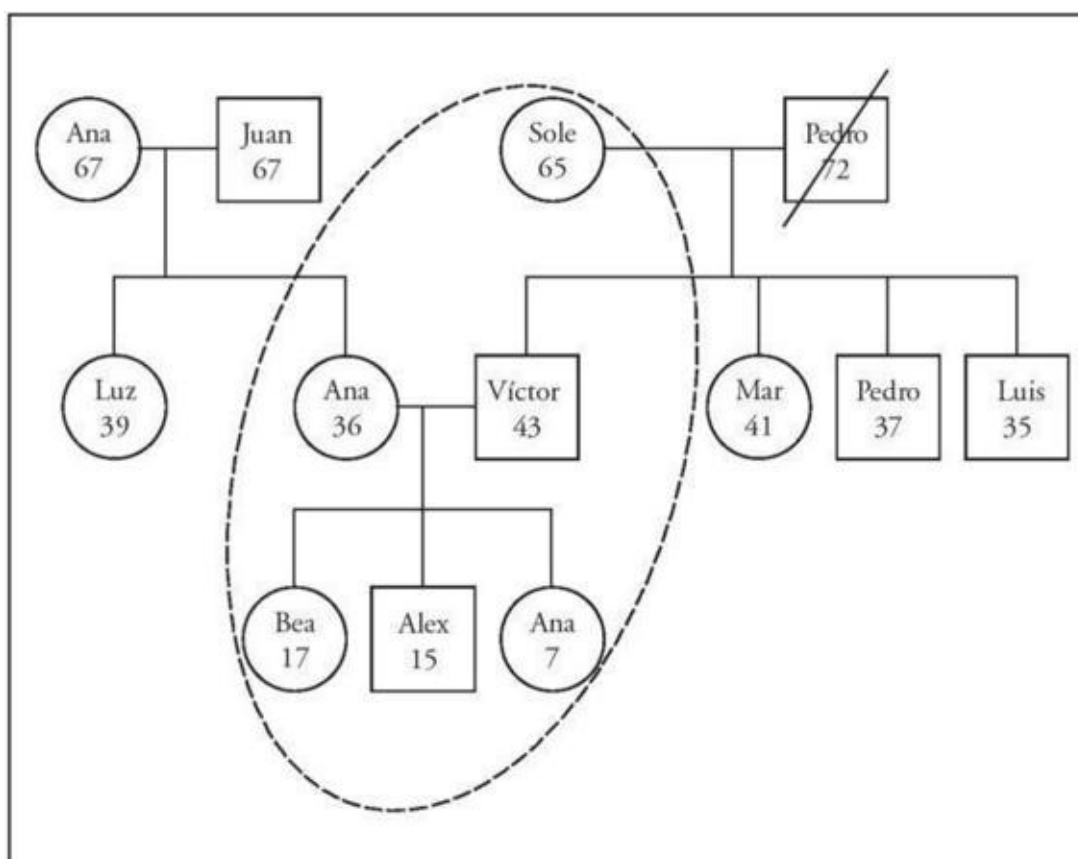 Ana
67
Juan
67
Sole
65
Pedro
72
Luz
39
Ana
36
Víctor
43
Mar
41
Pedro
37
Luis
35
Bea
17
Alex
15
Ana
7